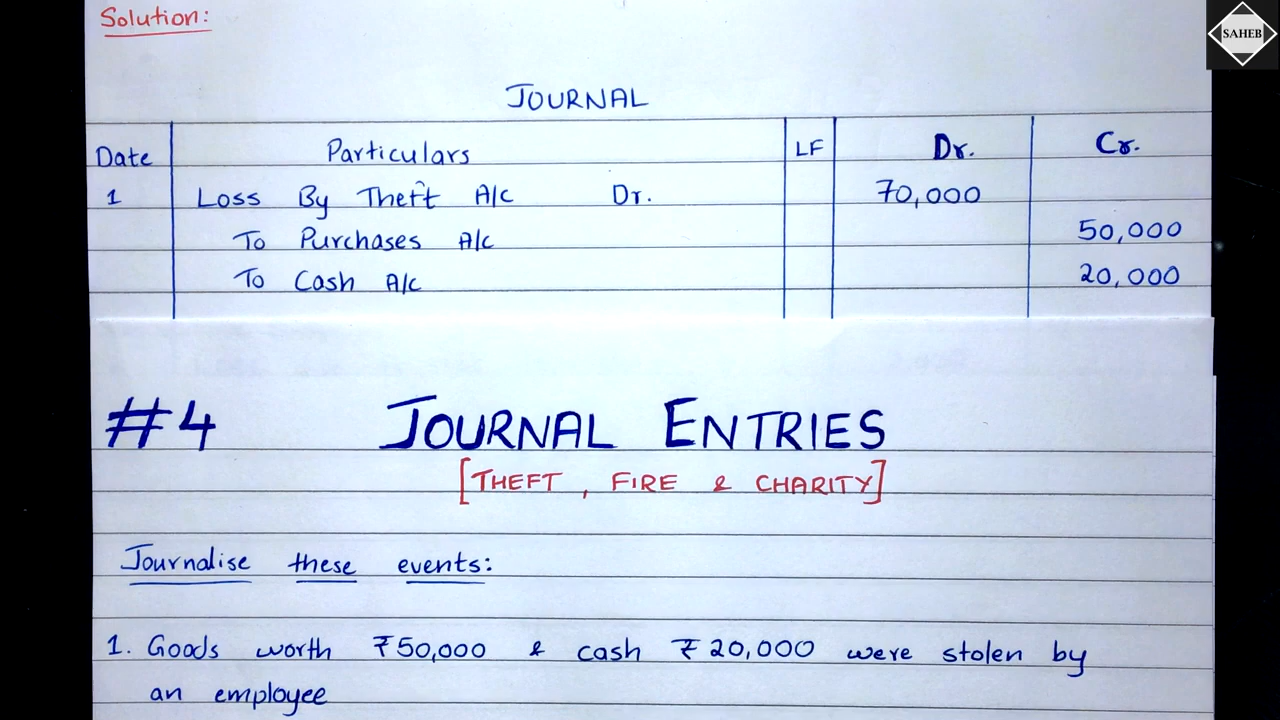 Solution:
SAHEB
JOURNAL
Date Particulars LF Dr. Cr.
1 Loss By Theft A/c Dr. 70,000
To Purchases A/c 50,000
To Cash A/c 20,000
#4 JOURNAL ENTRIES
[THEFT, FIRE & CHARITY]
Journalise these events:
1. Goods worth ₹50,000 & cash ₹20,000 were stolen by
an employee